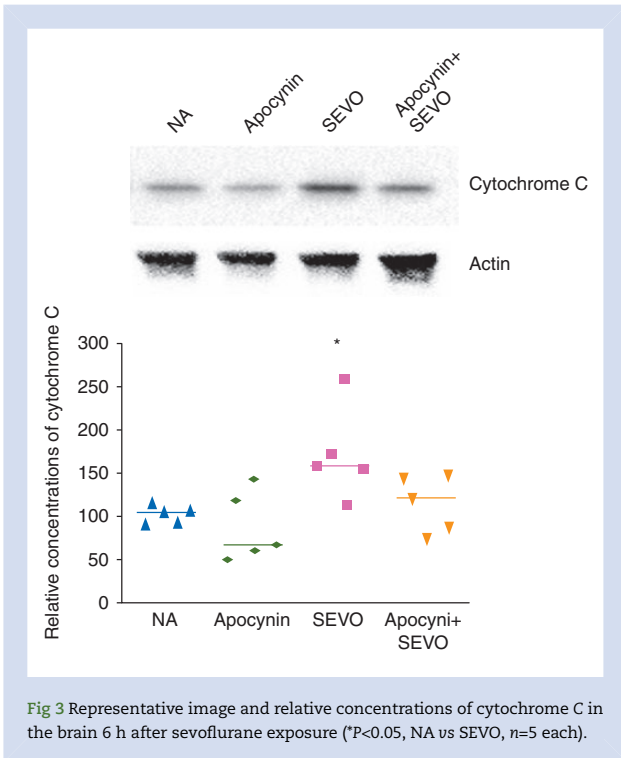 NA
Apocynin
SEVO
Apocynin+
SEVO
Cytochrome C
Actin
Relative concentrations of cytochrome C
300
*
250
200
150
100
50
0
NA
Apocynin
SEVO
Apocyni+
SEVO
Fig 3 Representative image and relative concentrations of cytochrome C in
the brain 6 h after sevoflurane exposure (*P<0.05, NA vs SEVO, n=5 each).